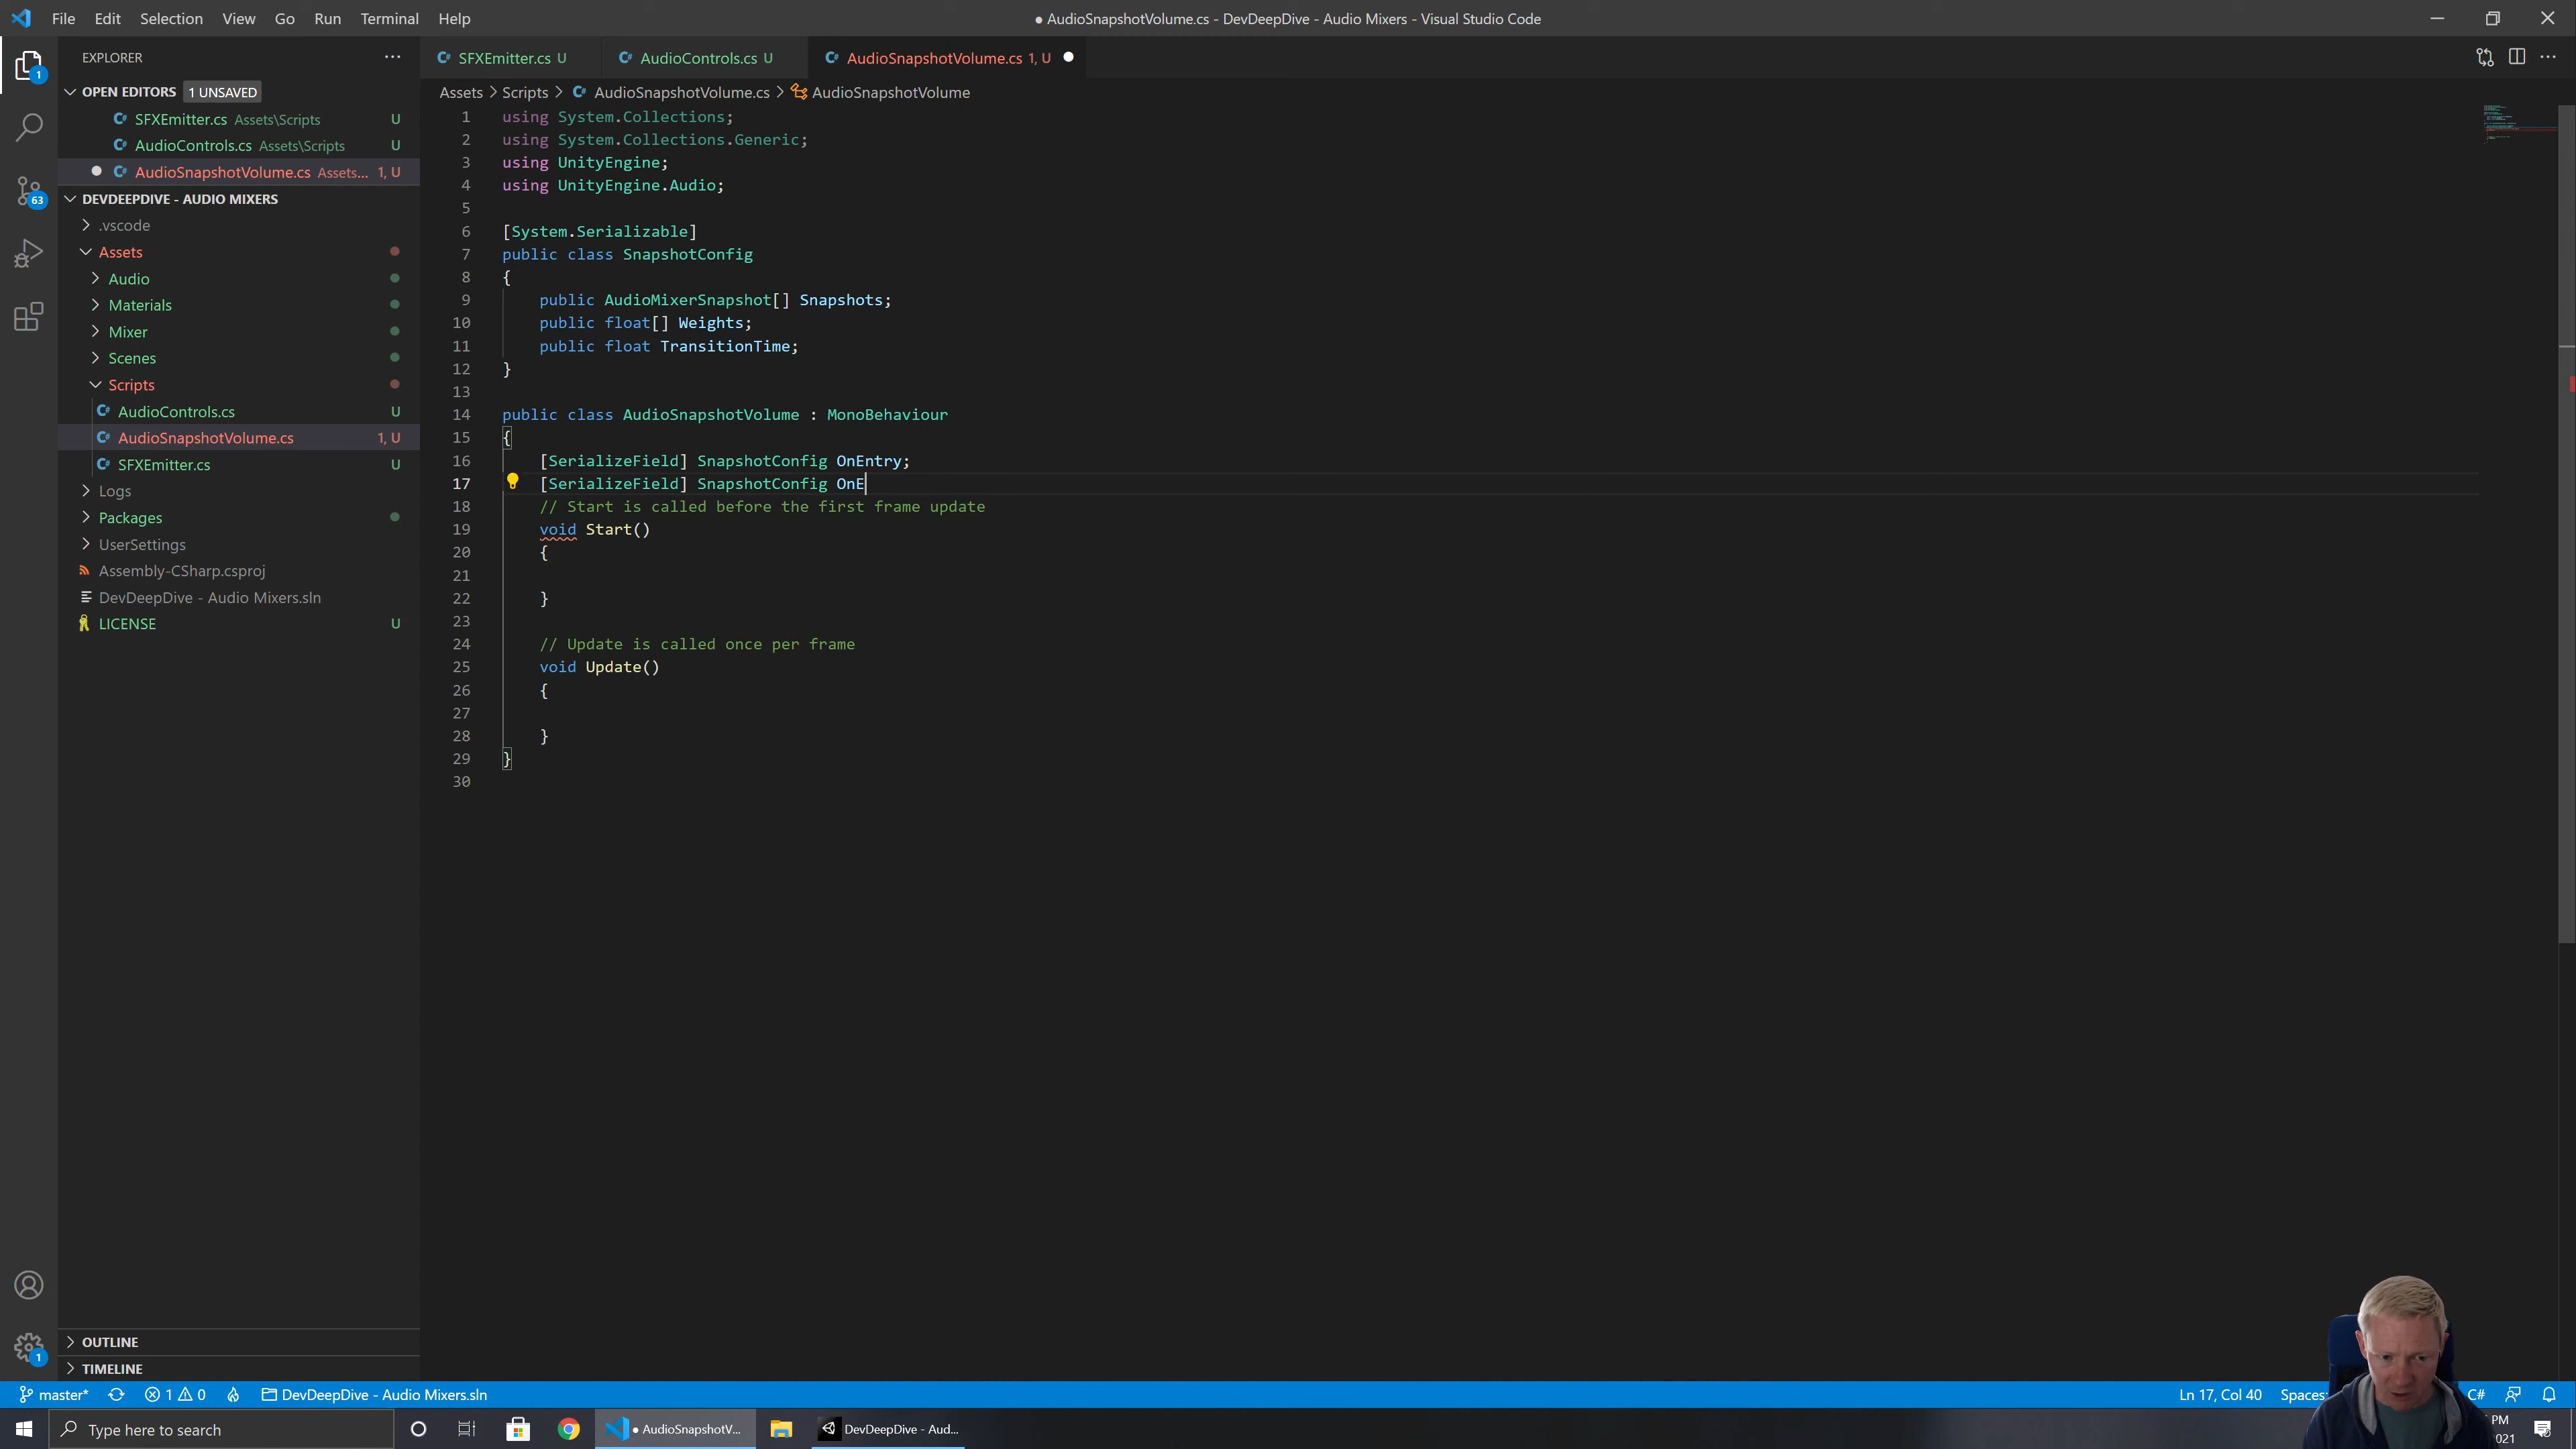 File Edit Selection View Go Run Terminal Help
● AudioSnapshotVolume.cs - DevDeepDive - Audio Mixers - Visual Studio Code
EXPLORER
OPEN EDITORS 1 UNSAVED
SFXEmitter.cs Assets\Scripts U
AudioControls.cs Assets\Scripts U
AudioSnapshotVolume.cs Assets... 1, U
DEVDEEPDIVE - AUDIO MIXERS
.vscode
Assets
Audio
Materials
Mixer
Scenes
Scripts
AudioControls.cs U
AudioSnapshotVolume.cs 1, U
SFXEmitter.cs U
Logs
Packages
UserSettings
Assembly-CSharp.csproj
DevDeepDive - Audio Mixers.sln
LICENSE U
OUTLINE
TIMELINE
1
63
1
SFXEmitter.cs U AudioControls.cs U AudioSnapshotVolume.cs 1, U
Assets > Scripts > AudioSnapshotVolume.cs > AudioSnapshotVolume
1 using System.Collections;
2 using System.Collections.Generic;
3 using UnityEngine;
4 using UnityEngine.Audio;
5
6 [System.Serializable]
7 public class SnapshotConfig
8 {
9 public AudioMixerSnapshot[] Snapshots;
10 public float[] Weights;
11 public float TransitionTime;
12 }
13
14 public class AudioSnapshotVolume : MonoBehaviour
15 {
16 [SerializeField] SnapshotConfig OnEntry;
17 [SerializeField] SnapshotConfig OnE
18 // Start is called before the first frame update
19 void Start()
20 {
21
22 }
23
24 // Update is called once per frame
25 void Update()
26 {
27
28 }
29 }
30
master* 1 0 DevDeepDive - Audio Mixers.sln Ln 17, Col 40 Spaces: C#
Type here to search
● AudioSnapshotV...
DevDeepDive - Aud...
PM
021